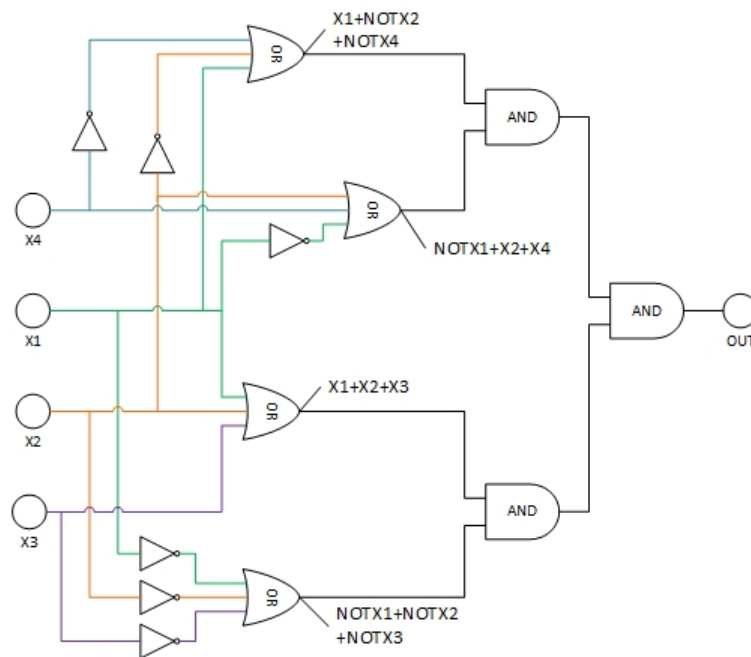 X1+NOTX2
+NOTX4
OR
AND
X4
OR
NOTX1+X2+X4
X1
AND
OUT
X1+X2+X3
OR
X2
X3
AND
OR
NOTX1+NOTX2
+NOTX3